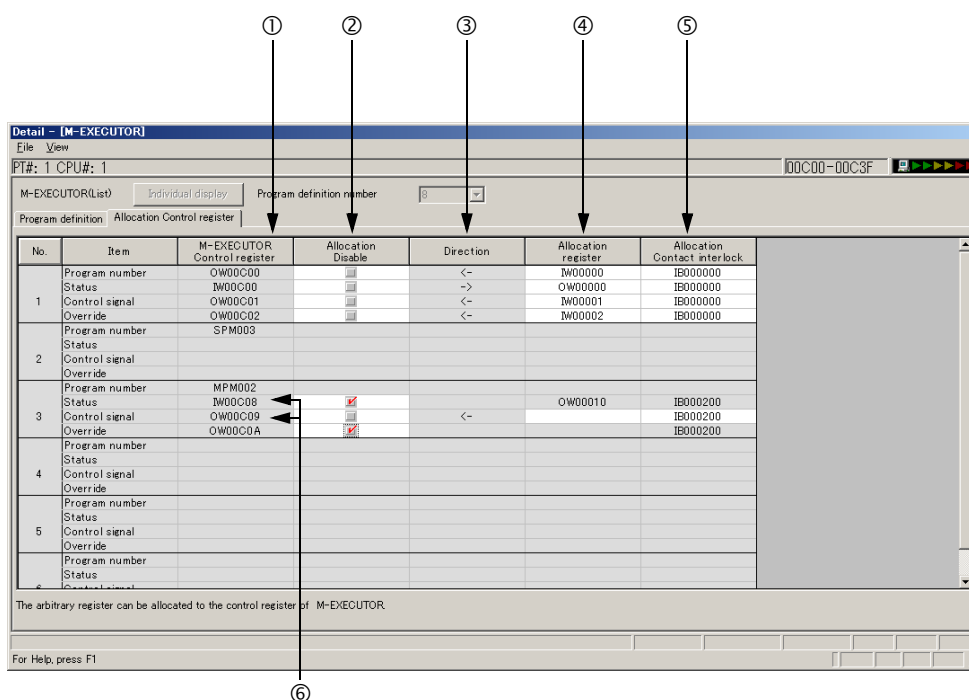 ① ② ③ ④ ⑤
Detail - [M-EXECUTOR]
File View
PT#: 1 CPU#: 1 00C00-00C3F
M-EXECUTOR(List) Individual display Program definition number 8
Program definition Allocation Control register
No. Item M-EXECUTOR Control register Allocation Disable Direction Allocation register Allocation Contact interlock
1
Program number OW00C00 <- IW00000 IB000000
Status IW00C00 -> OW00000 IB000000
Control signal OW00C01 <- IW00001 IB000000
Override OW00C02 <- IW00002 IB000000
2
Program number SPM003
Status
Control signal
Override
3
Program number MPM002
Status IW00C08 OW00010 IB000200
Control signal OW00C09 <- IB000200
Override OW00C0A IB000200
4
Program number
Status
Control signal
Override
5
Program number
Status
Control signal
Override
Program number
Status
The arbitrary register can be allocated to the control register of M-EXECUTOR.
For Help, press F1
⑥